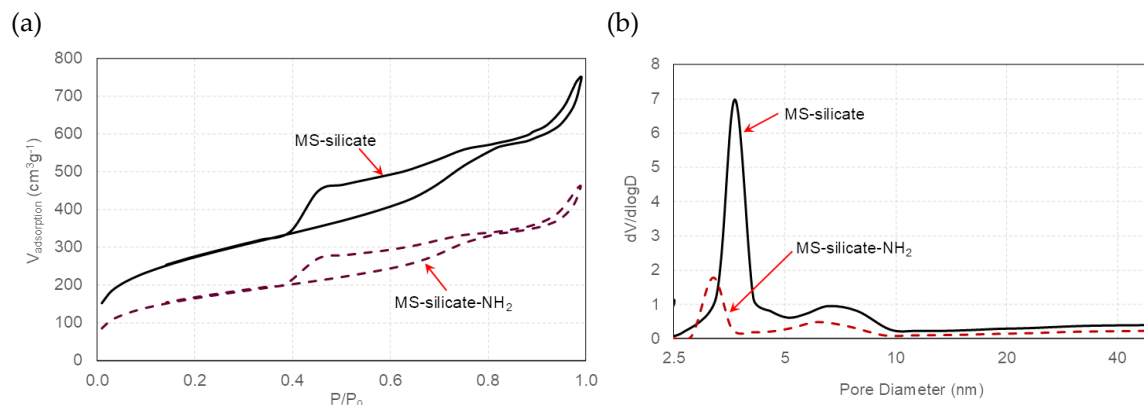 (a)
(b)
800
700
600
500
400
300
200
100
0
V_adsorption (cm³g⁻¹)
MS-silicate
MS-silicate-NH₂
0.0 0.2 0.4 0.6 0.8 1.0
P/P₀
8
7
6
5
4
3
2
1
0
dV/dlogD
MS-silicate
MS-silicate-NH₂
2.5 5 10 20 40
Pore Diameter (nm)